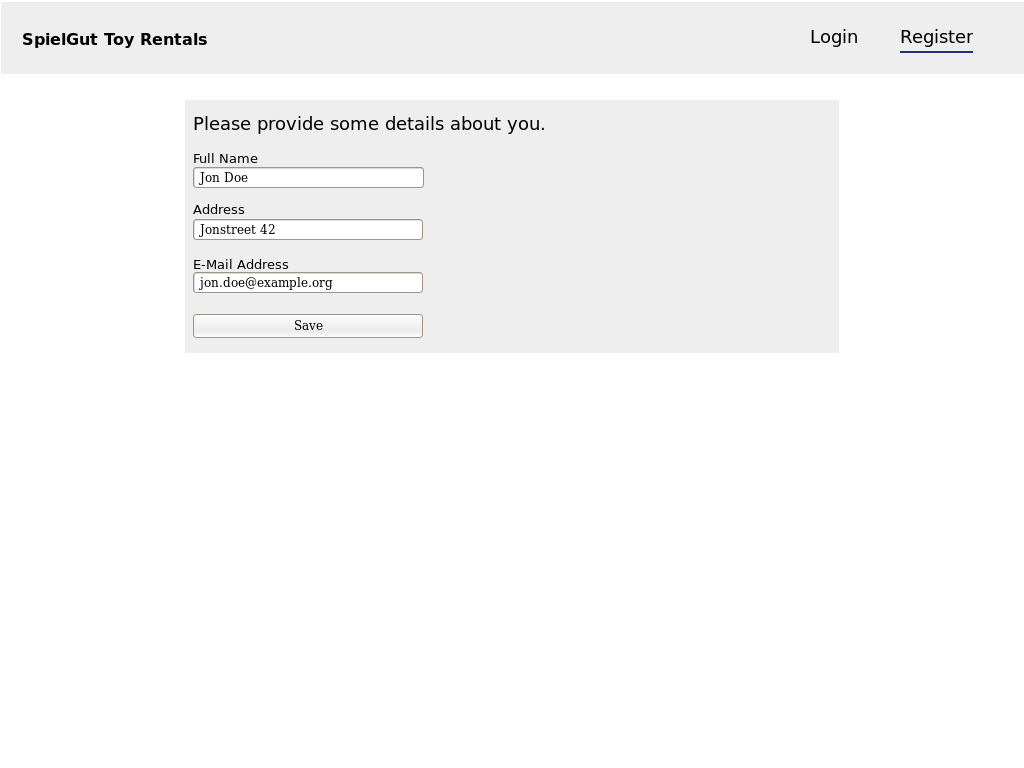 SpielGut Toy Rentals
Login
Register
Please provide some details about you.
Full Name
Jon Doe
Address
Jonstreet 42
E-Mail Address
jon.doe@example.org
Save